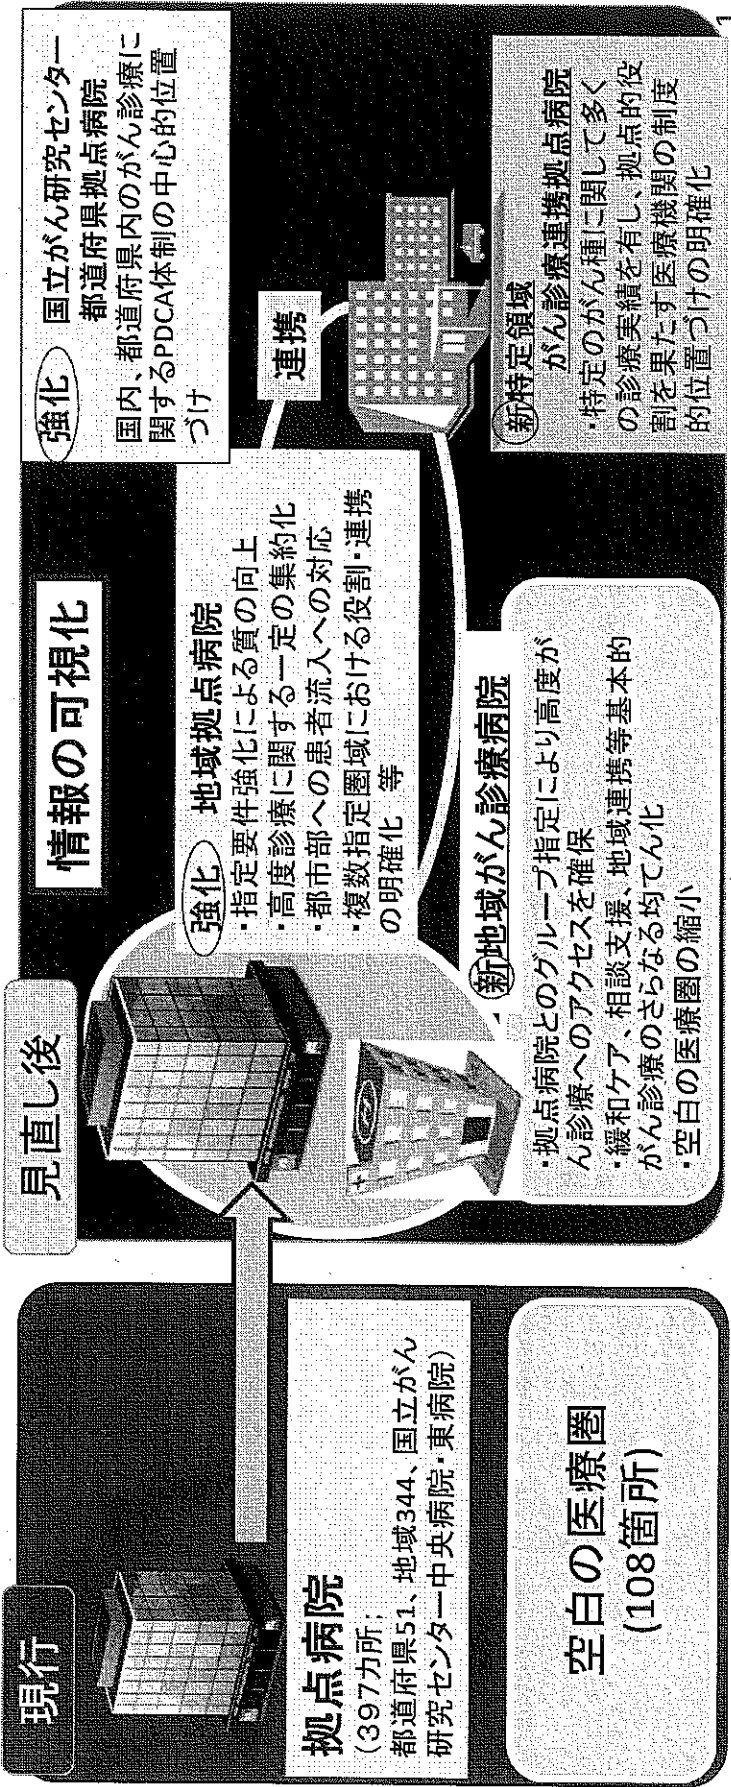 現行
拠点病院
(397カ所;
都道府県51、地域344、国立がん
研究センター中央病院・東病院)
空白の医療圏
(108箇所)
見直し後
情報の可視化
強化 地域拠点病院
・指定要件強化による質の向上
・高度診療に関する一定の集約化
・都市部への患者流入への対応
・複数指定圏域における役割・連携
の明確化 等
新地域がん診療病院
・拠点病院とのグループ指定により高度が
ん診療へのアクセスを確保
・緩和ケア、相談支援、地域連携等基本的
がん診療のさらなる均てん化
・空白の医療圏の縮小
強化 国立がん研究センター
都道府県拠点病院
国内、都道府県内のがん診療に
関するPDCA体制の中心的位置
づけ
連携
新特定領域
がん診療連携拠点病院
・特定のがん種に関して多く
の診療実績を有し、拠点的役
割を果たす医療機関の制度
的位置づけの明確化
1